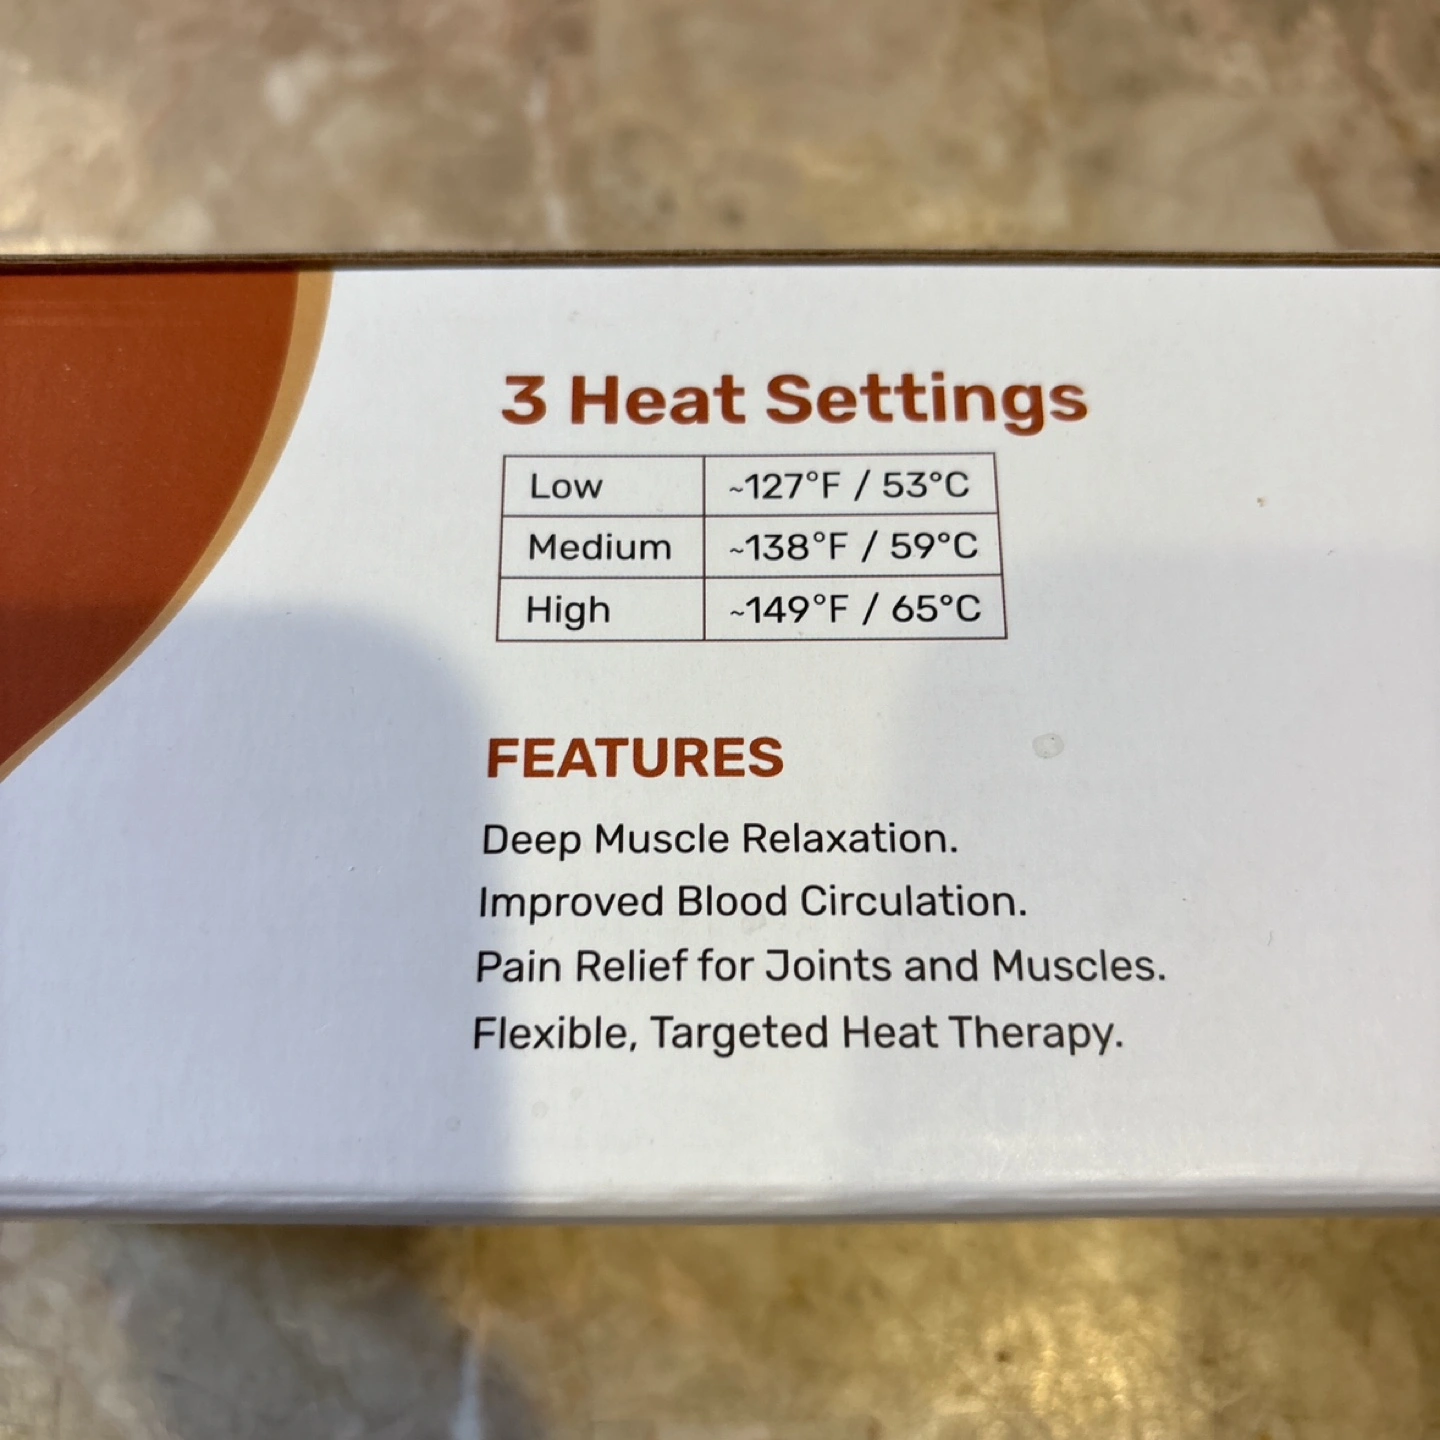 3 Heat Settings
Low ~127°F / 53°C
Medium ~138°F / 59°C
High ~149°F / 65°C
FEATURES
Deep Muscle Relaxation.
Improved Blood Circulation.
Pain Relief for Joints and Muscles.
Flexible, Targeted Heat Therapy.